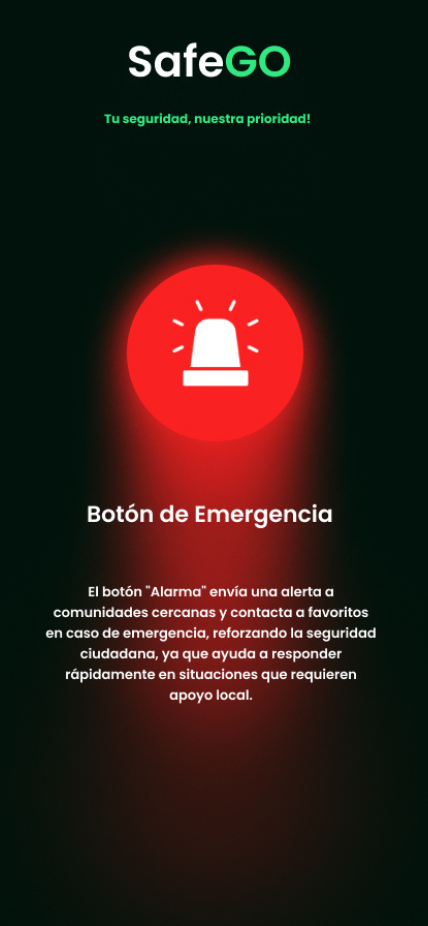 SafeGO
Tu seguridad, nuestra prioridad!
Botón de Emergencia
El botón "Alarma" envía una alerta a
comunidades cercanas y contacta a favoritos
en caso de emergencia, reforzando la seguridad
ciudadana, ya que ayuda a responder
rápidamente en situaciones que requieren
apoyo local.